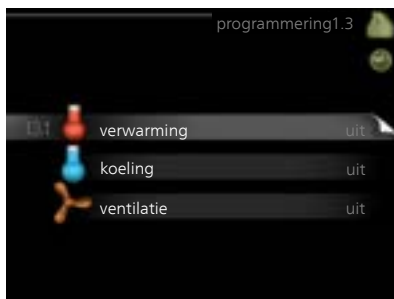 programmering1.3
verwarming uit
koeling uit
ventilatie uit